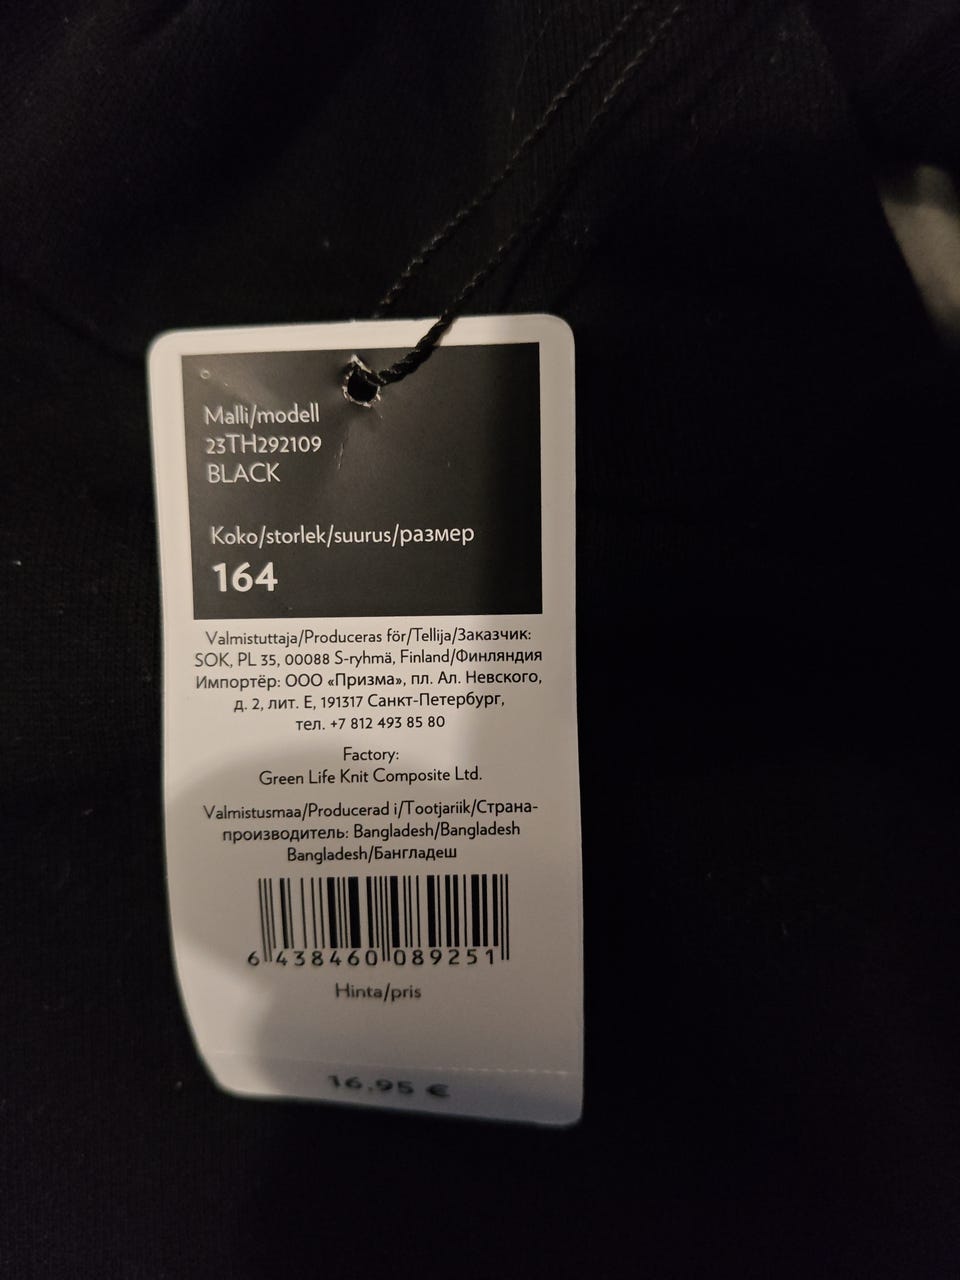 Malli/modell
23TH292109
BLACK
Koko/storlek/suurus/размер
164
Valmistuttaja/Produceras för/Tellija/Заказчик:
SOK, PL 35, 00088 S-ryhmä, Finland/Финляндия
Импортёр: ООО «Призма», пл. Ал. Невского,
д. 2, лит. Е, 191317 Санкт-Петербург,
тел. +7 812 493 85 80
Factory:
Green Life Knit Composite Ltd.
Valmistusmaa/Producerad i/Tootjariik/Страна-
производитель: Bangladesh/Bangladesh
Bangladesh/Бангладеш
6 438460 089251
Hinta/pris
16.95 €